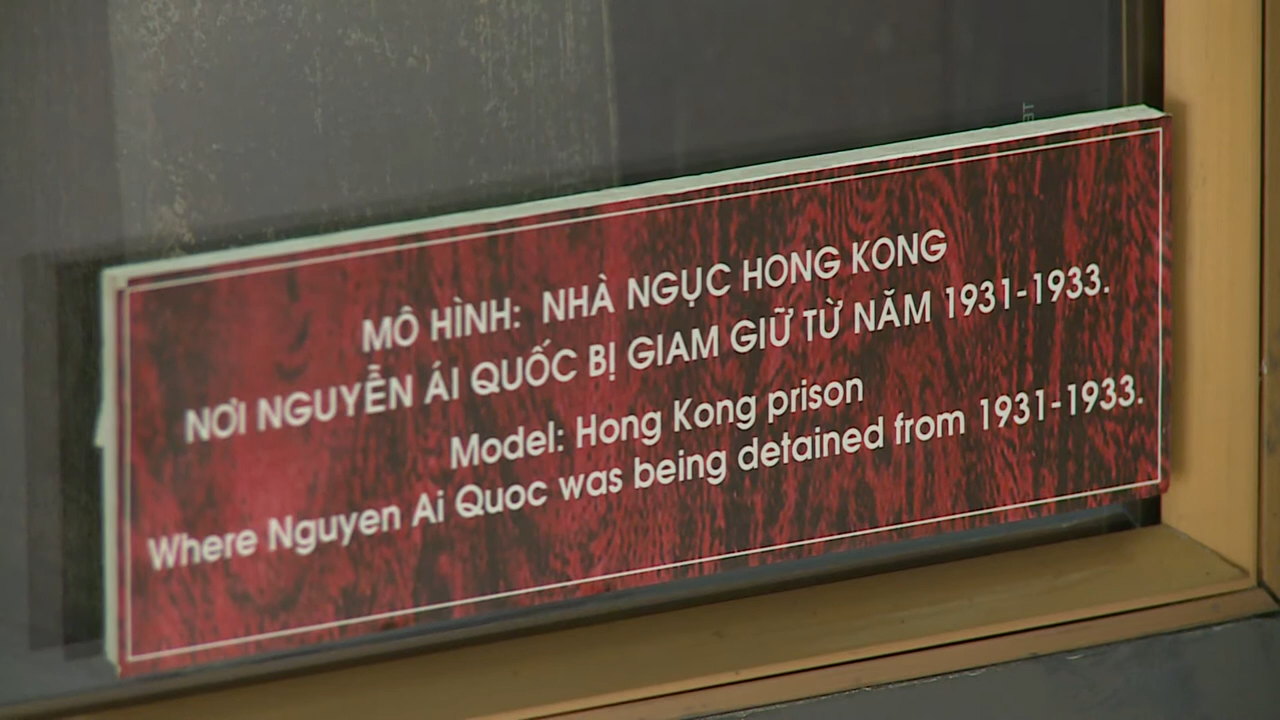 MÔ HÌNH: NHÀ NGỤC HONG KONG
NƠI NGUYỄN ÁI QUỐC BỊ GIAM GIỮ TỪ NĂM 1931-1933.
Model: Hong Kong prison
Where Nguyen Ai Quoc was being detained from 1931-1933.